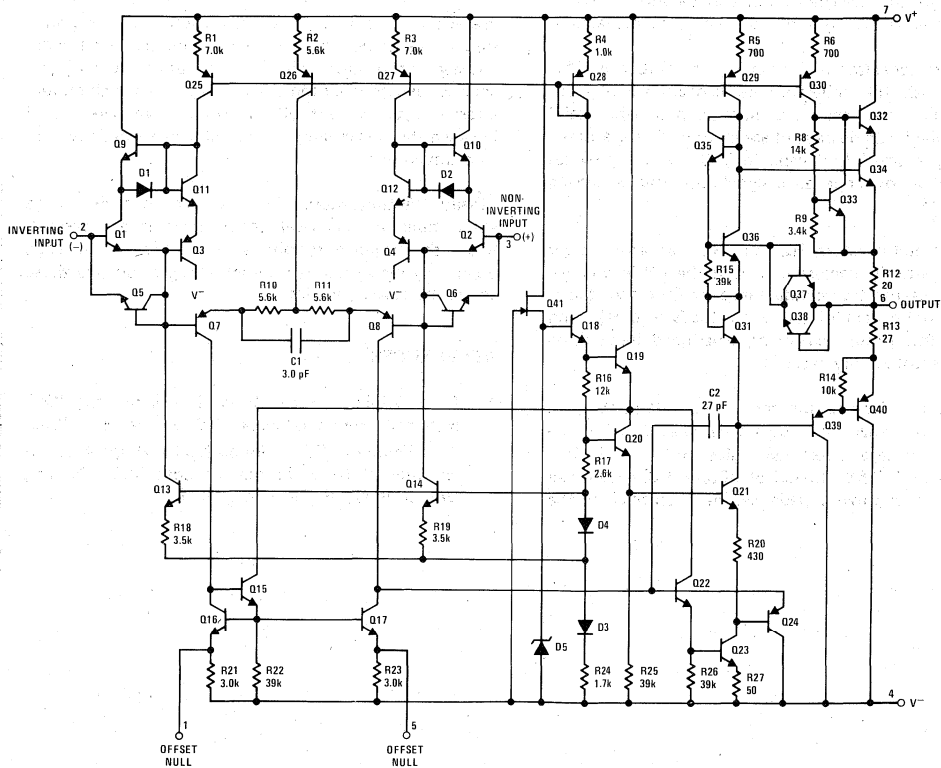 7
V+
R1
7.0k
R2
5.6k
R3
7.0k
R4
1.0k
R5
700
R6
700
Q25
Q26
Q27
Q28
Q29
Q30
Q32
Q9
Q10
Q35
R8
14k
Q34
D1
Q11
Q12
D2
Q33
INVERTING
INPUT
(−)
2
Q1
Q3
Q4
Q2
NON-
INVERTING
INPUT
3
(+)
R9
3.4k
Q36
V−
V−
R15
39k
Q37
Q38
R12
20
6
OUTPUT
R13
27
Q5
Q7
R10
5.6k
R11
5.6k
C1
3.0 pF
Q8
Q6
Q41
Q18
Q19
Q31
R14
10k
Q40
Q39
R16
12k
C2
27 pF
Q20
R17
2.6k
Q21
Q13
Q14
R18
3.5k
R19
3.5k
D4
R20
430
Q15
Q16
Q17
Q22
Q24
D3
D5
Q23
R21
3.0k
R22
39k
R23
3.0k
R24
1.7k
R25
39k
R26
39k
R27
50
4
V−
1
5
OFFSET
NULL
OFFSET
NULL